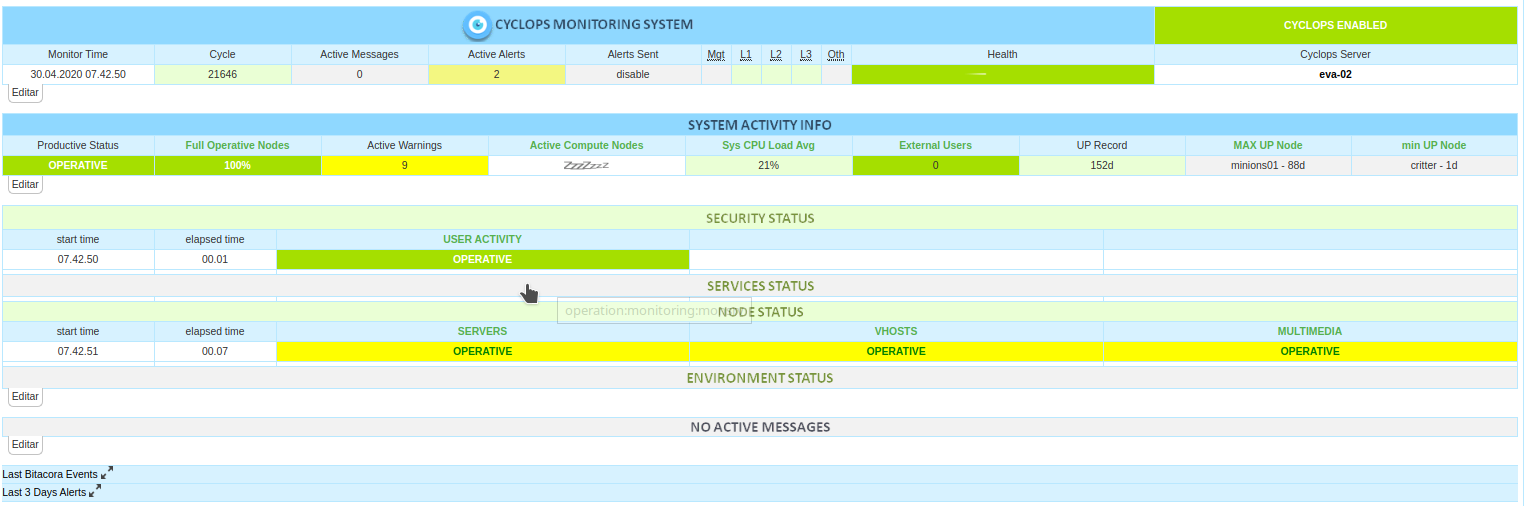 CYCLOPS MONITORING SYSTEM CYCLOPS ENABLED
Monitor Time Cycle Active Messages Active Alerts Alerts Sent Mgt L1 L2 L3 Oth Health Cyclops Server
30.04.2020 07.42.50 21646 0 2 disable eva-02
Editar
SYSTEM ACTIVITY INFO
Productive Status Full Operative Nodes Active Warnings Active Compute Nodes Sys CPU Load Avg External Users UP Record MAX UP Node min UP Node
OPERATIVE 100% 9 ZzZZzzz 21% 0 152d minions01 - 88d critter - 1d
Editar
SECURITY STATUS
start time elapsed time USER ACTIVITY
07.42.50 00.01 OPERATIVE
SERVICES STATUS
operation:monitoring:
NODE STATUS
start time elapsed time SERVERS VHOSTS MULTIMEDIA
07.42.51 00.07 OPERATIVE OPERATIVE OPERATIVE
ENVIRONMENT STATUS
Editar
NO ACTIVE MESSAGES
Editar
Last Bitacora Events
Last 3 Days Alerts